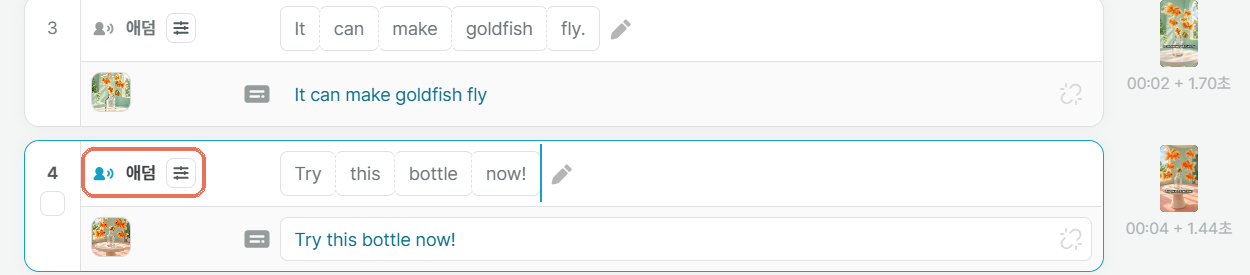 3 애덤 It can make goldfish fly.
It can make goldfish fly
00:02 + 1.70초
4 애덤 Try this bottle now!
Try this bottle now!
00:04 + 1.44초